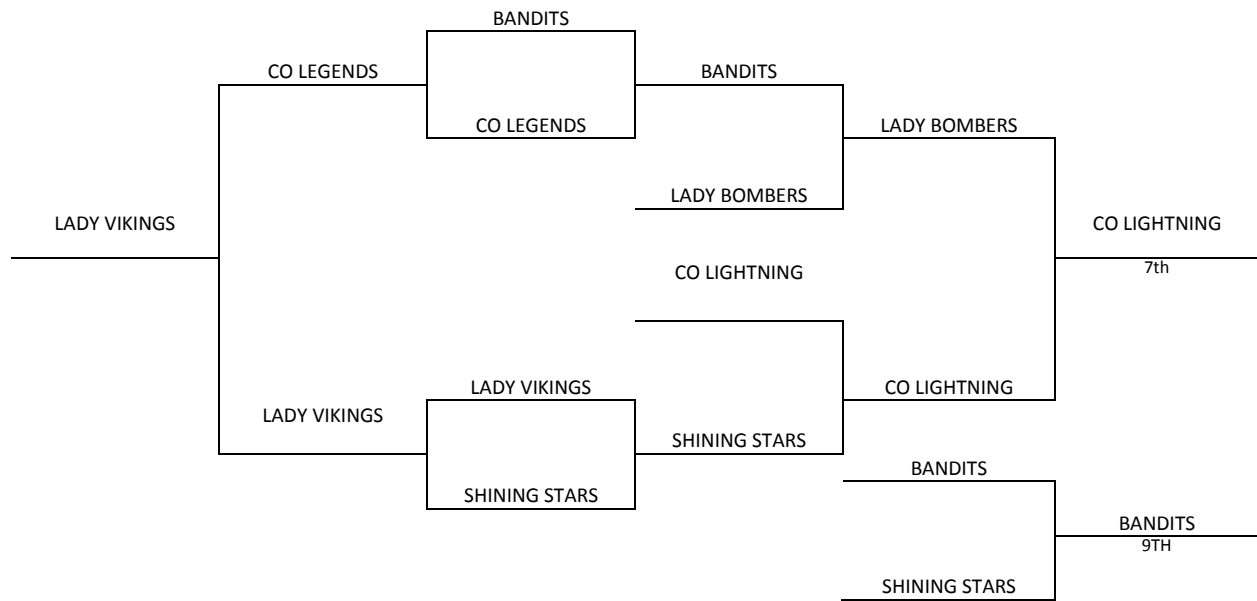 BANDITS
CO LEGENDS
BANDITS
CO LEGENDS
LADY BOMBERS
LADY BOMBERS
LADY VIKINGS
CO LIGHTNING
7th
CO LIGHTNING
LADY VIKINGS
CO LIGHTNING
LADY VIKINGS
SHINING STARS
BANDITS
SHINING STARS
BANDITS
9TH
SHINING STARS